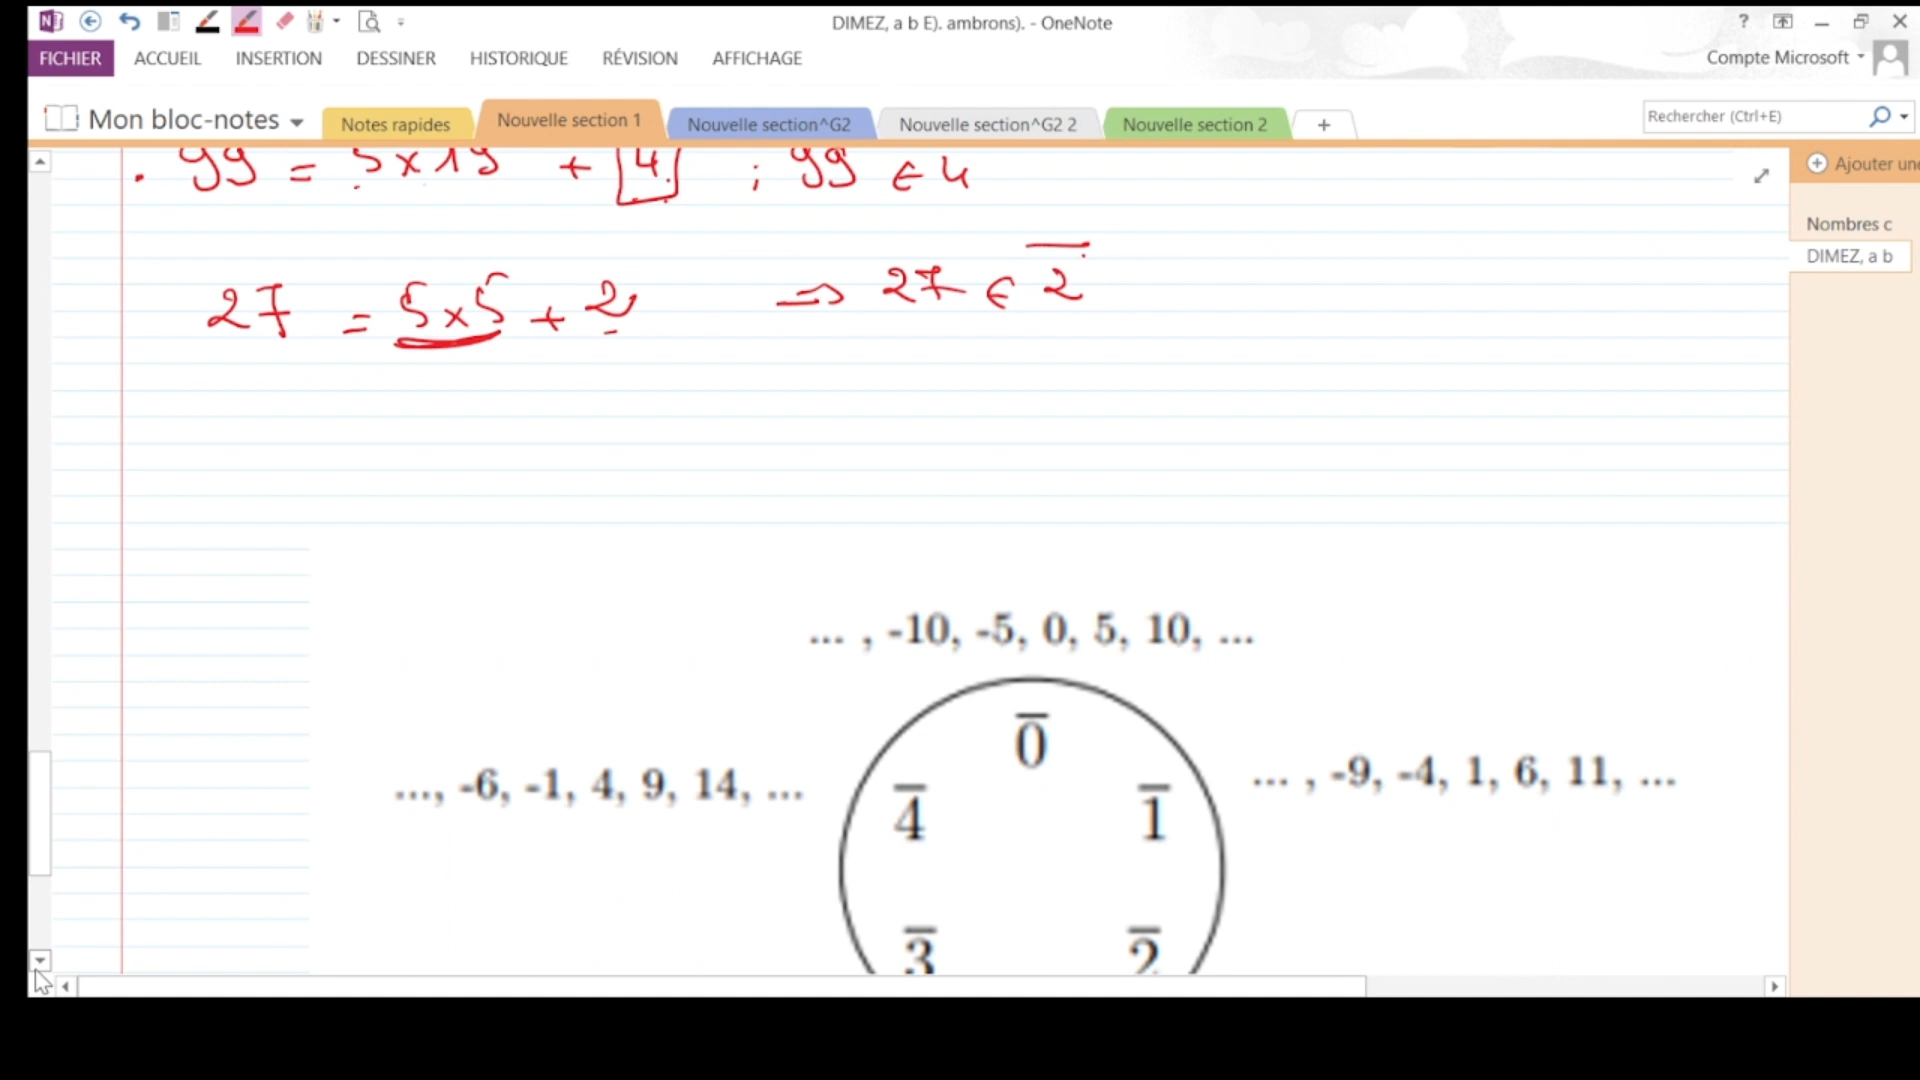 DIMEZ, a b E). ambrons). - OneNote
?
FICHIER ACCUEIL INSERTION DESSINER HISTORIQUE RÉVISION AFFICHAGE
Compte Microsoft
Mon bloc-notes
Notes rapides
Nouvelle section 1
Nouvelle section^G2
Nouvelle section^G2 2
Nouvelle section 2
+
Rechercher (Ctrl+E)
Ajouter une
Nombres c
DIMEZ, a b
. 99 = 5 x 19 + 4 ; 99 ∈ 4
27 = 5 x 5 + 2 => 27 ∈ 2̅
... , -10, -5, 0, 5, 10, ...
0̅
..., -6, -1, 4, 9, 14, ...
4̅
1̅
... , -9, -4, 1, 6, 11, ...
3̅
2̅